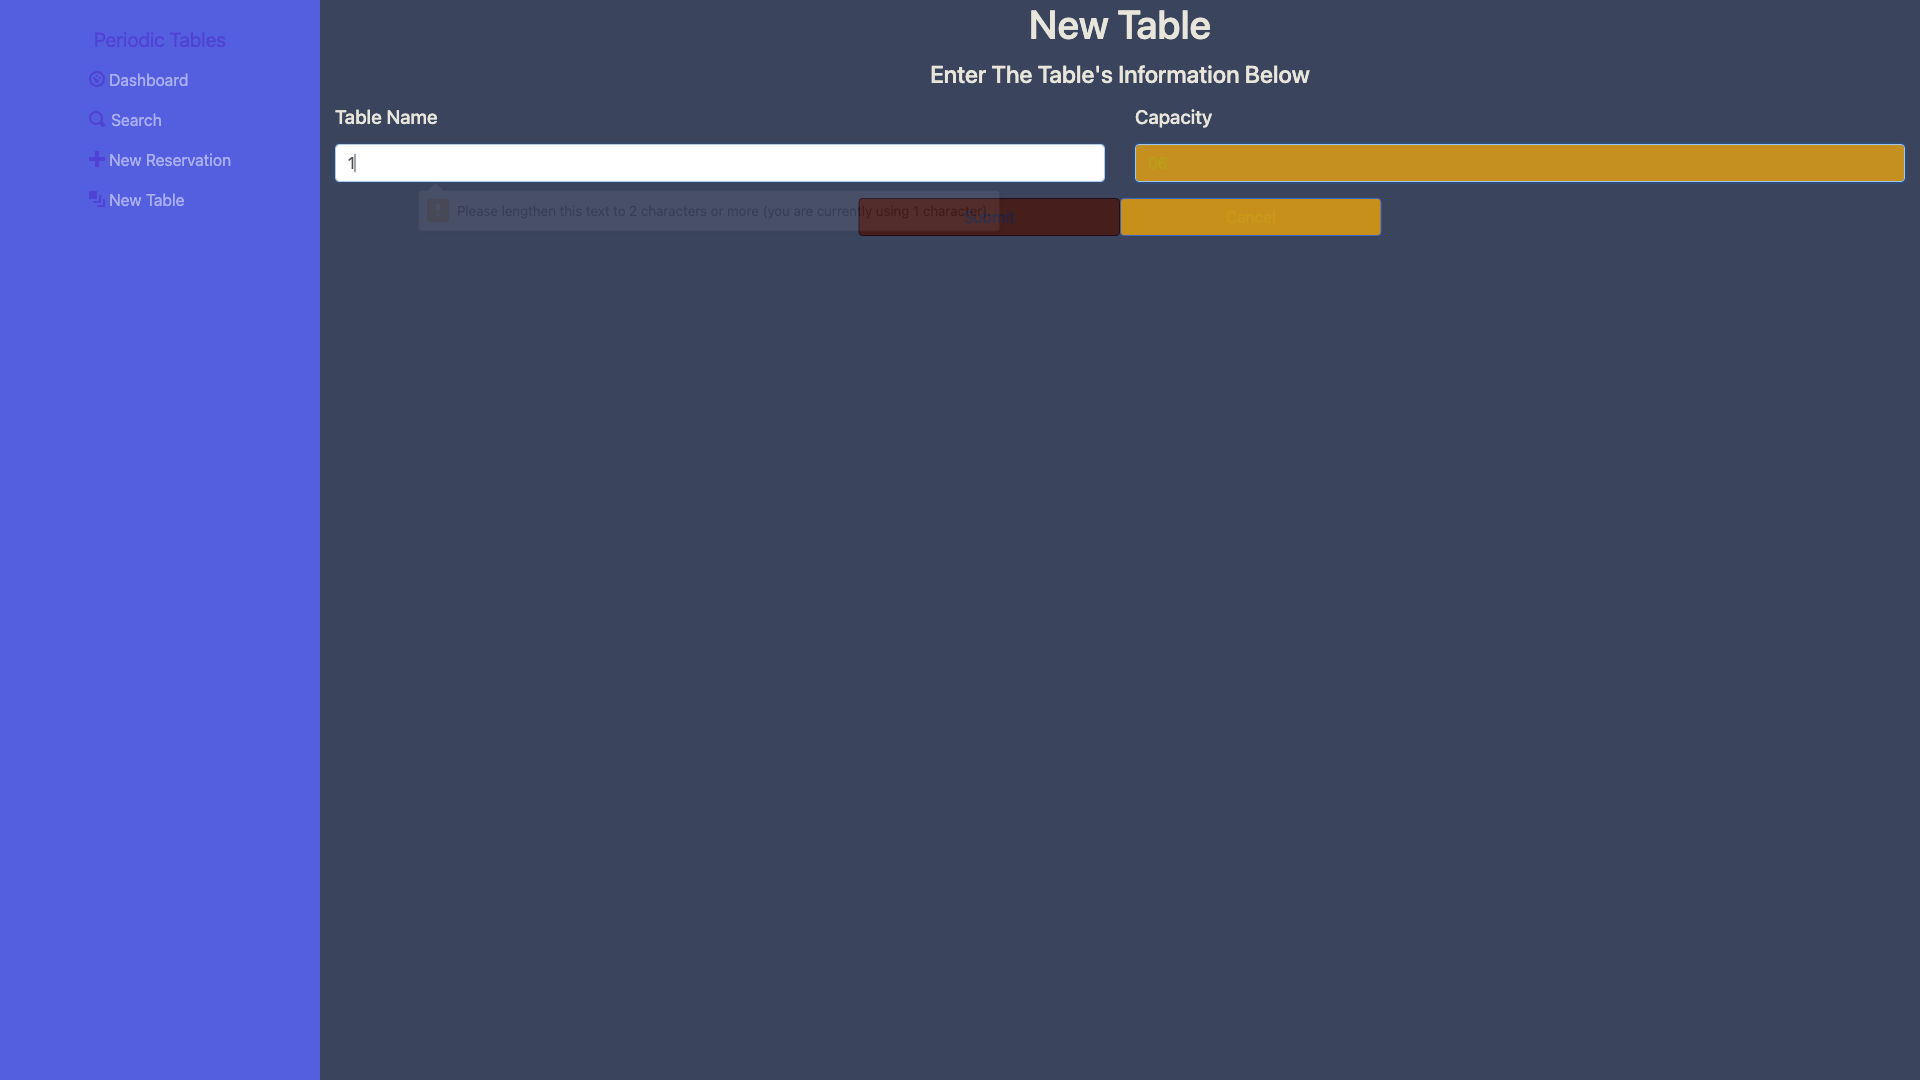 Periodic Tables
Dashboard
Search
New Reservation
New Table
New Table
Enter The Table's Information Below
Table Name
Capacity
1
Please lengthen this text to 2 characters or more (you are currently using 1 character).
Submit
Cancel